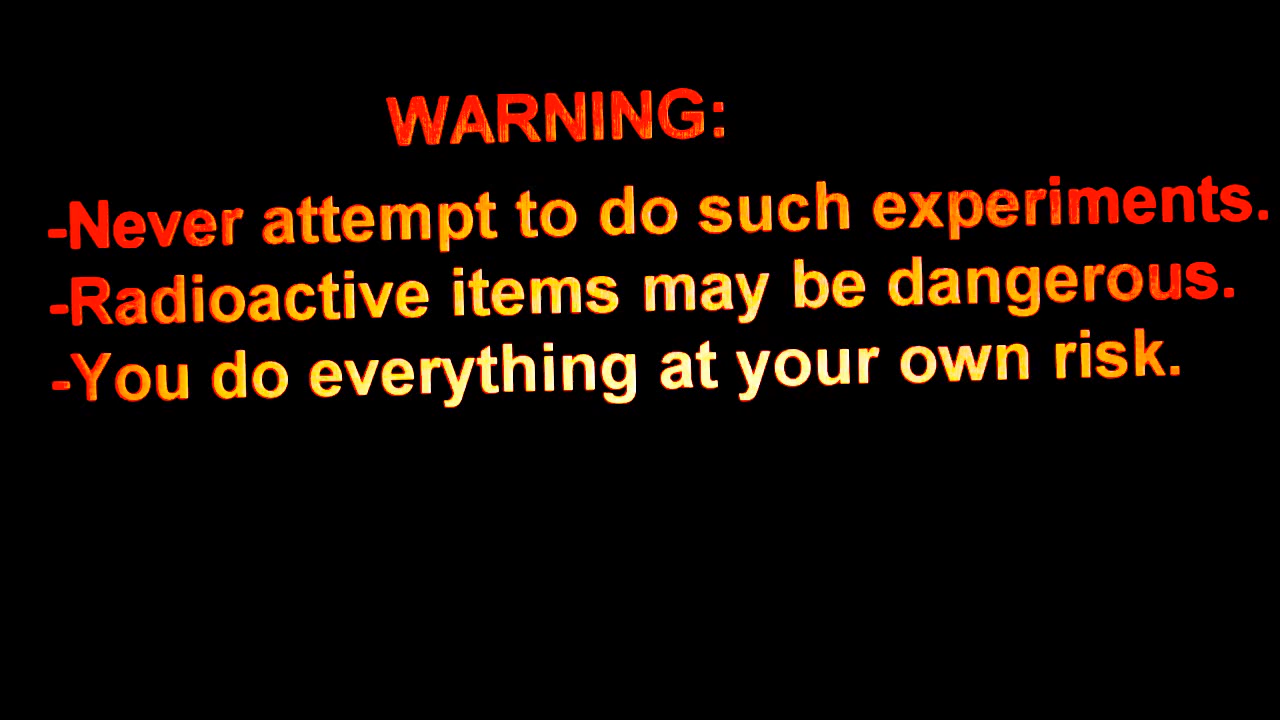 WARNING:
-Never attempt to do such experiments.
-Radioactive items may be dangerous.
-You do everything at your own risk.